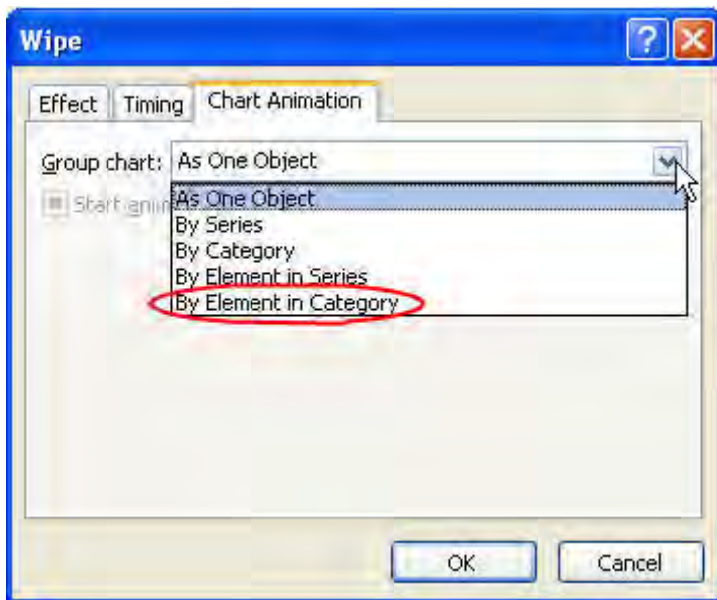 Wipe
Effect Timing Chart Animation
Group chart: As One Object
Start
As One Object
By Series
By Category
By Element in Series
By Element in Category
OK Cancel